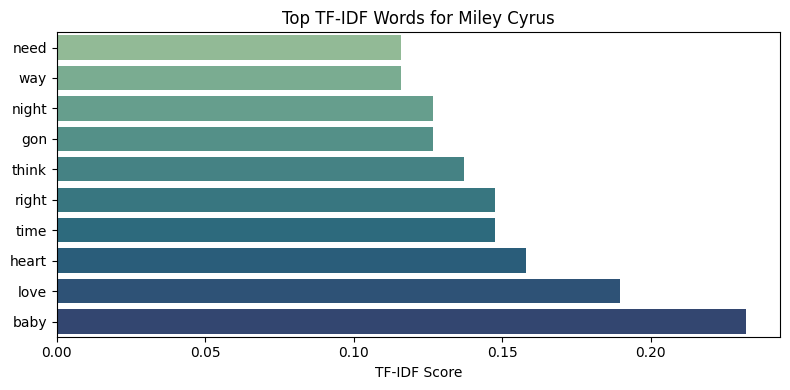 Top TF-IDF Words for Miley Cyrus
need
way
night
gon
think
right
time
heart
love
baby
0.00 0.05 0.10 0.15 0.20
TF-IDF Score